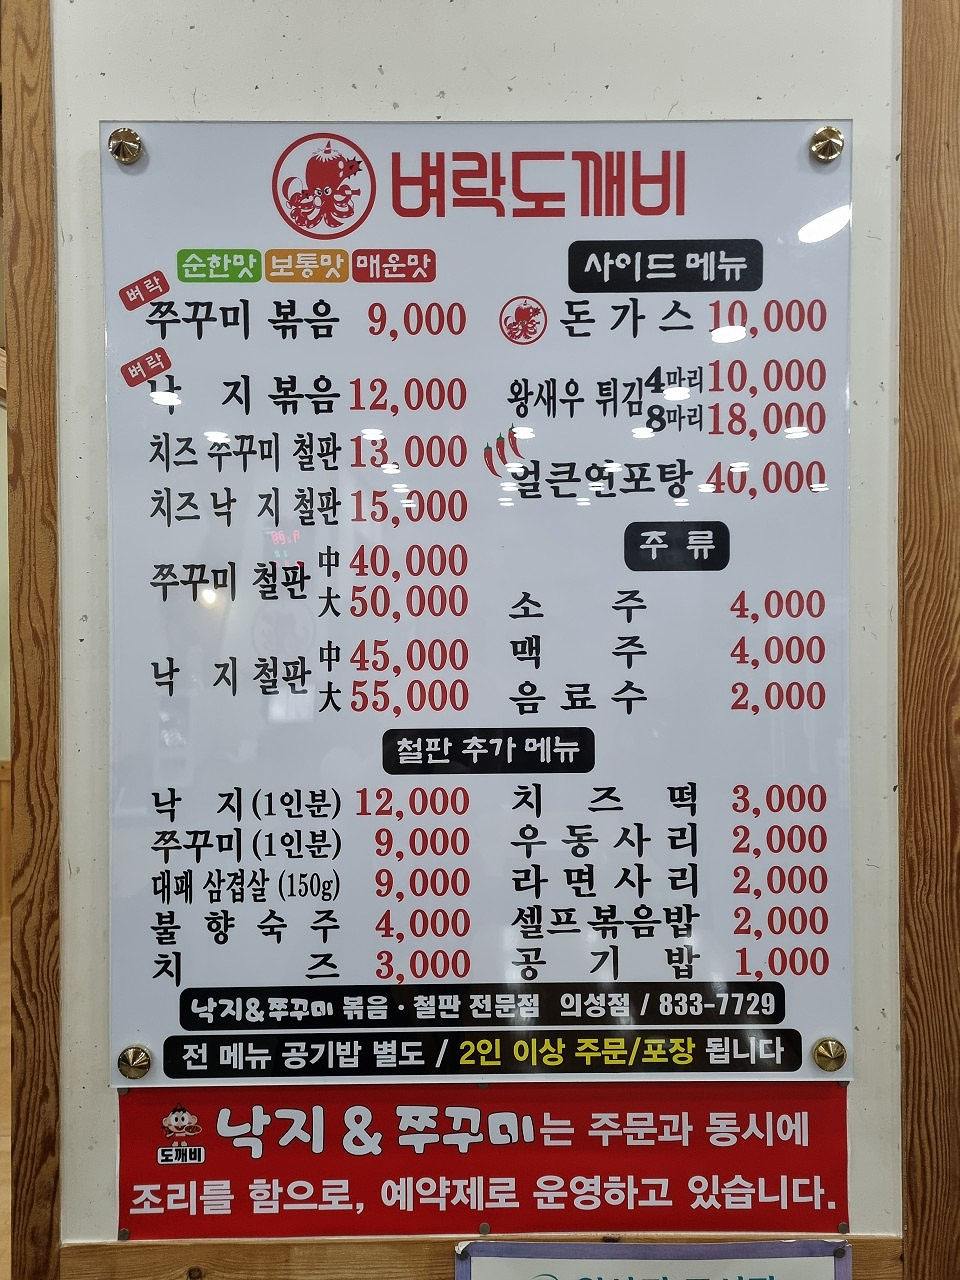 벼락도깨비
순한맛 보통맛 매운맛
벼락
쭈꾸미 볶음 9,000
벼락
낙지 볶음 12,000
치즈 쭈꾸미 철판 13,000
치즈 낙지 철판 15,000
쭈꾸미 철판 中 40,000
大 50,000
낙지 철판 中 45,000
大 55,000
사이드 메뉴
돈가스 10,000
왕새우 튀김 4마리 10,000
8마리 18,000
얼큰연포탕 40,000
주류
소주 4,000
맥주 4,000
음료수 2,000
철판 추가 메뉴
낙지 (1인분) 12,000
쭈꾸미 (1인분) 9,000
대패 삼겹살 (150g) 9,000
불향숙주 4,000
치즈 3,000
치즈떡 3,000
우동사리 2,000
라면사리 2,000
셀프볶음밥 2,000
공기밥 1,000
낙지&쭈꾸미 볶음·철판 전문점 의성점 / 833-7729
전 메뉴 공기밥 별도 / 2인 이상 주문/포장 됩니다
도깨비
낙지 & 쭈꾸미는 주문과 동시에
조리를 함으로, 예약제로 운영하고 있습니다.